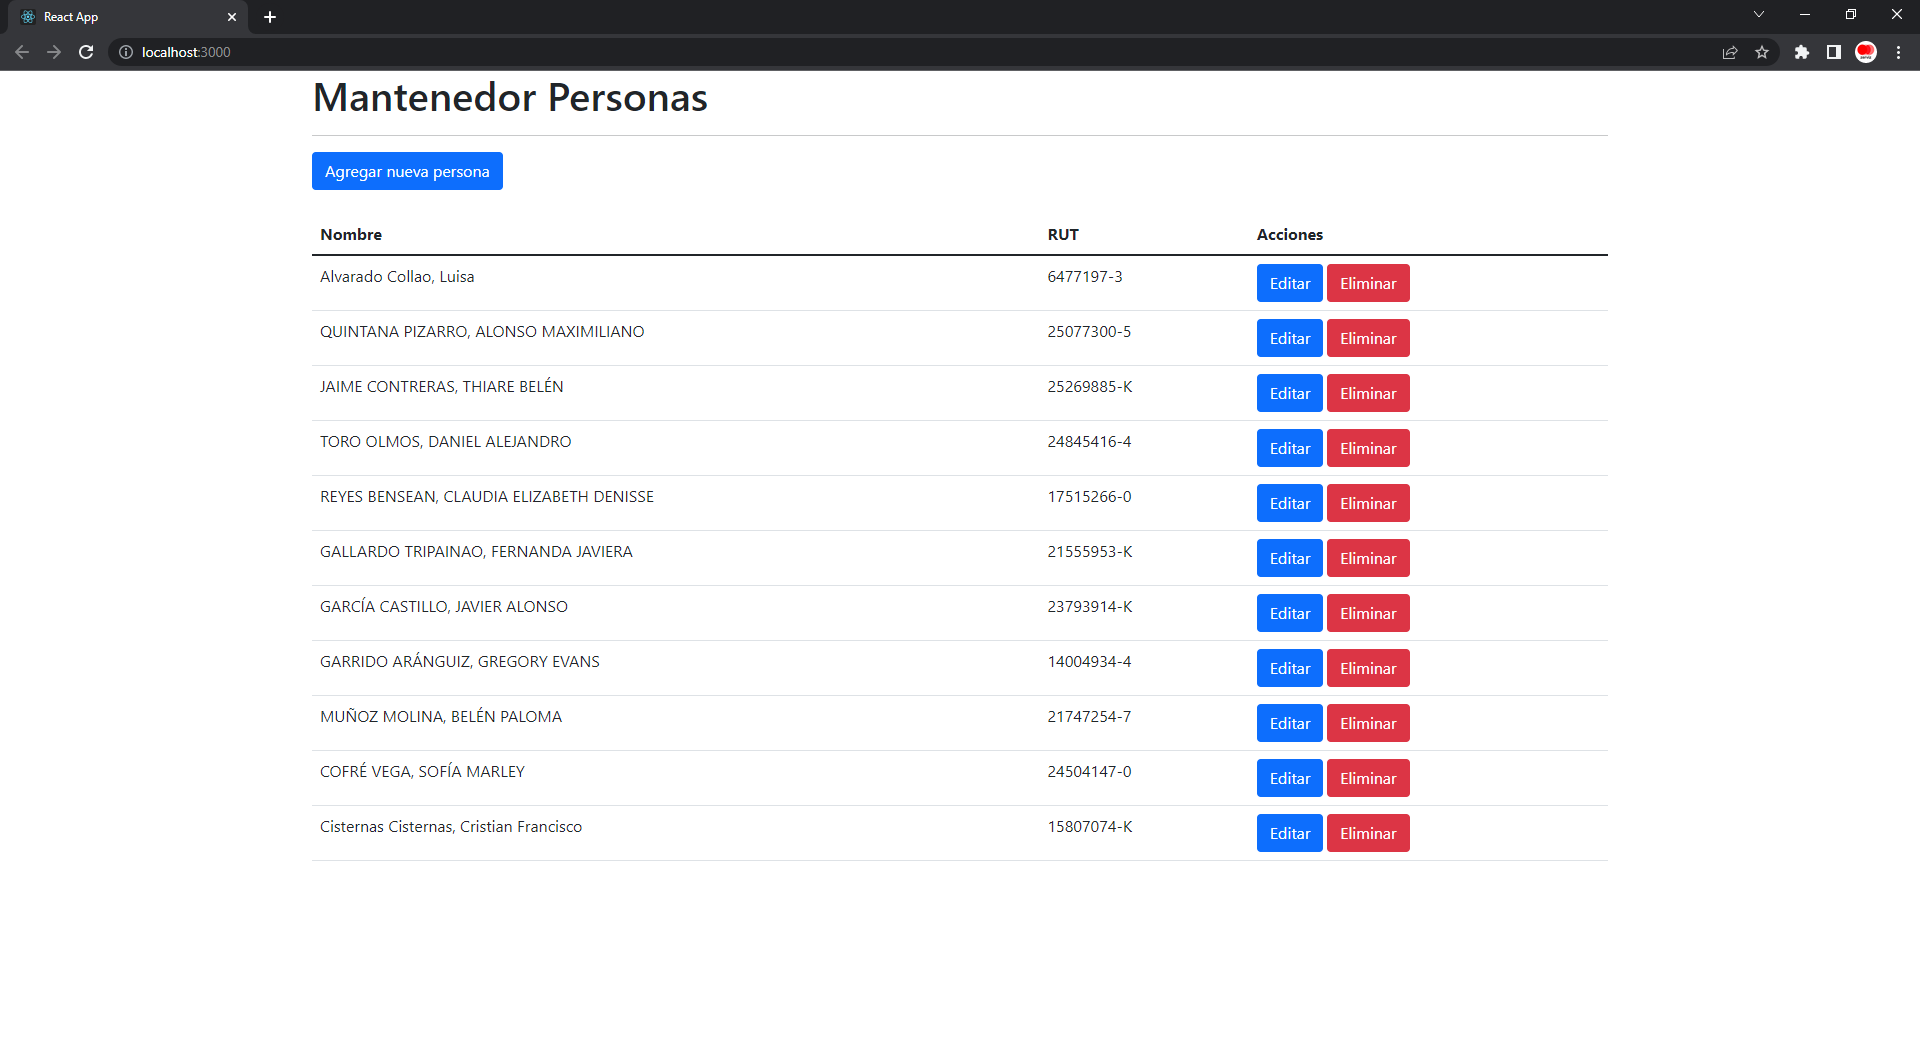 React App
localhost:3000
Mantenedor Personas
Agregar nueva persona
Nombre RUT Acciones
Alvarado Collao, Luisa 6477197-3 Editar Eliminar
QUINTANA PIZARRO, ALONSO MAXIMILIANO 25077300-5 Editar Eliminar
JAIME CONTRERAS, THIARE BELÉN 25269885-K Editar Eliminar
TORO OLMOS, DANIEL ALEJANDRO 24845416-4 Editar Eliminar
REYES BENSEAN, CLAUDIA ELIZABETH DENISSE 17515266-0 Editar Eliminar
GALLARDO TRIPAINAO, FERNANDA JAVIERA 21555953-K Editar Eliminar
GARCÍA CASTILLO, JAVIER ALONSO 23793914-K Editar Eliminar
GARRIDO ARÁNGUIZ, GREGORY EVANS 14004934-4 Editar Eliminar
MUÑOZ MOLINA, BELÉN PALOMA 21747254-7 Editar Eliminar
COFRÉ VEGA, SOFÍA MARLEY 24504147-0 Editar Eliminar
Cisternas Cisternas, Cristian Francisco 15807074-K Editar Eliminar